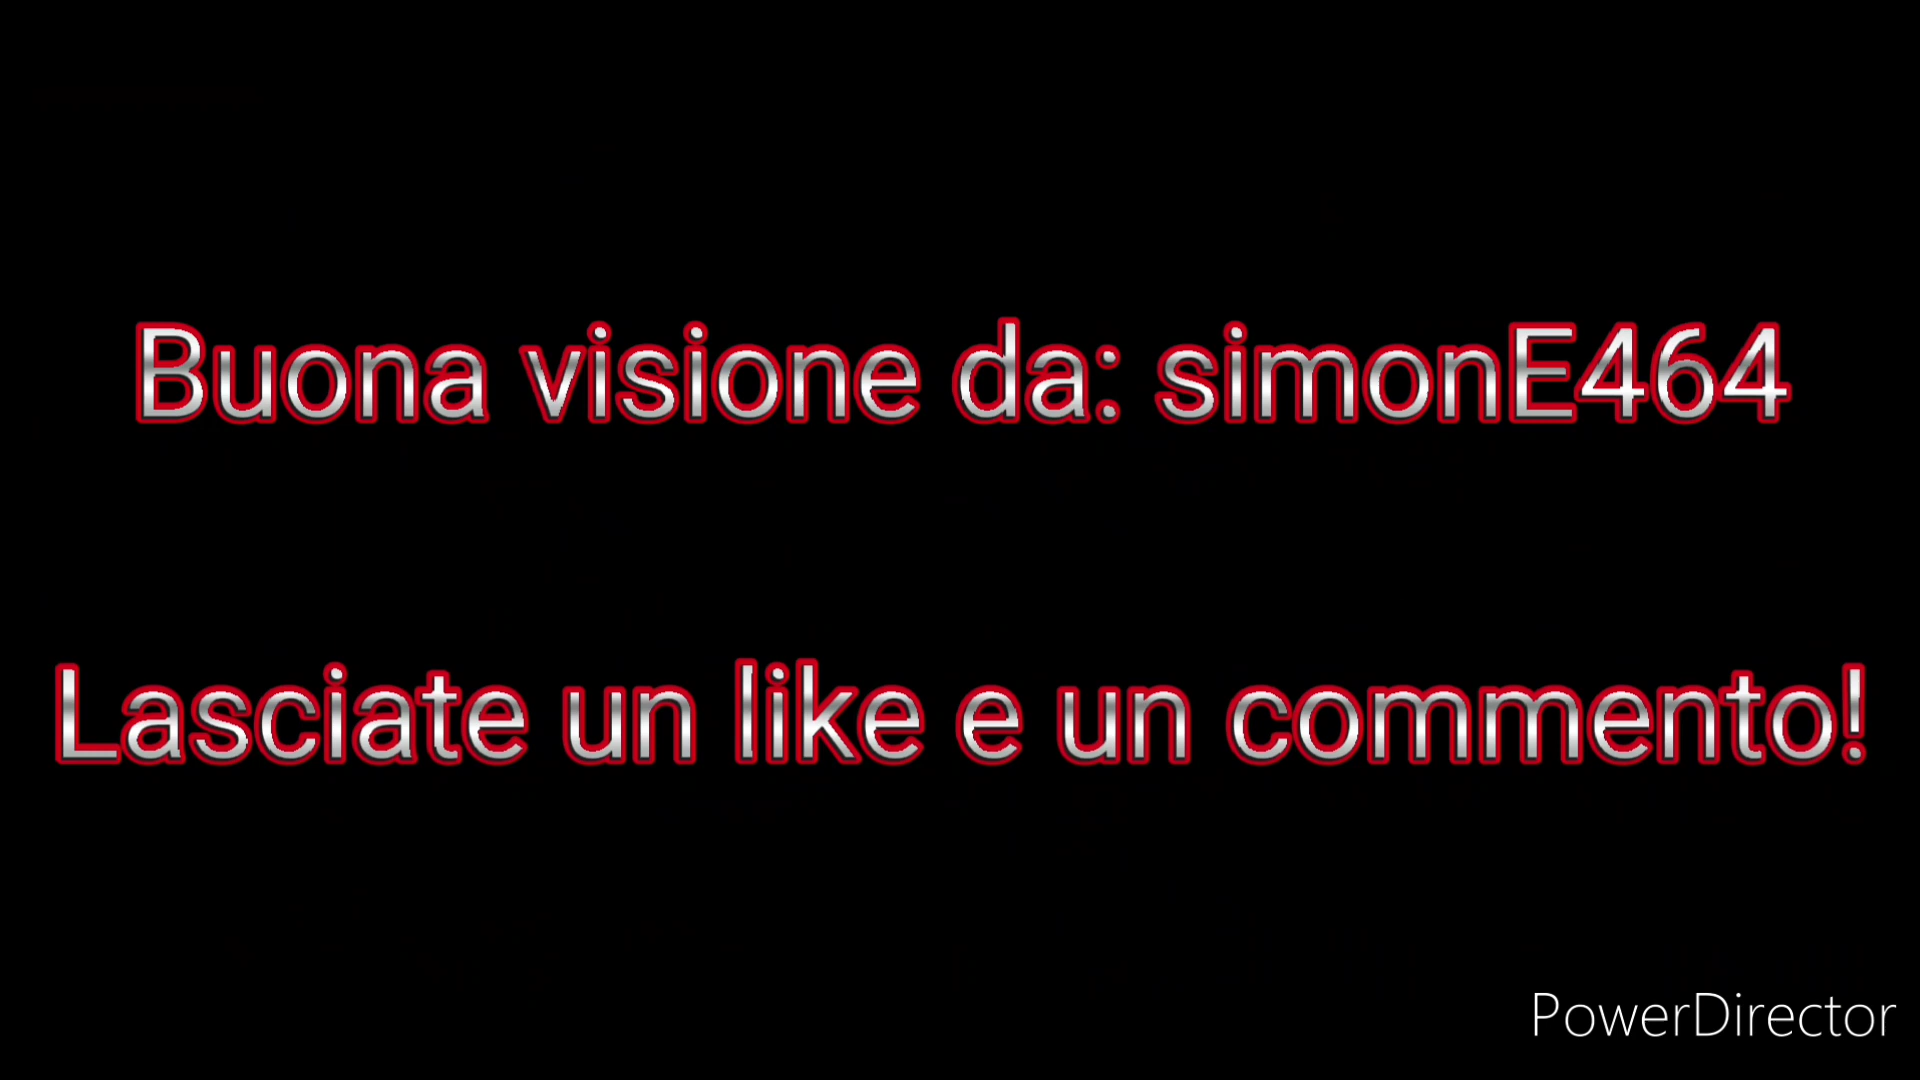 Buona visione da: simonE464
Lasciate un like e un commento!
PowerDirector